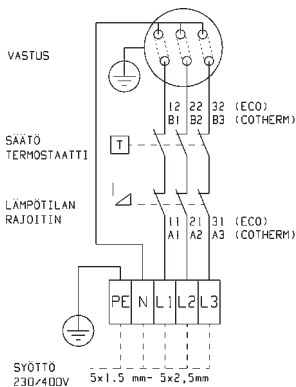 VASTUS
12 22 32 (ECO)
B1 B2 B3 (COTHERM)
SÄÄTÖ
TERMOSTAATTI
T
LÄMPÖTILAN
RAJOITIN
11 21 31 (ECO)
A1 A2 A3 (COTHERM)
PE N L1 L2 L3
SYÖTTÖ
230/400V
5x1.5 mm- 5x2,5mm